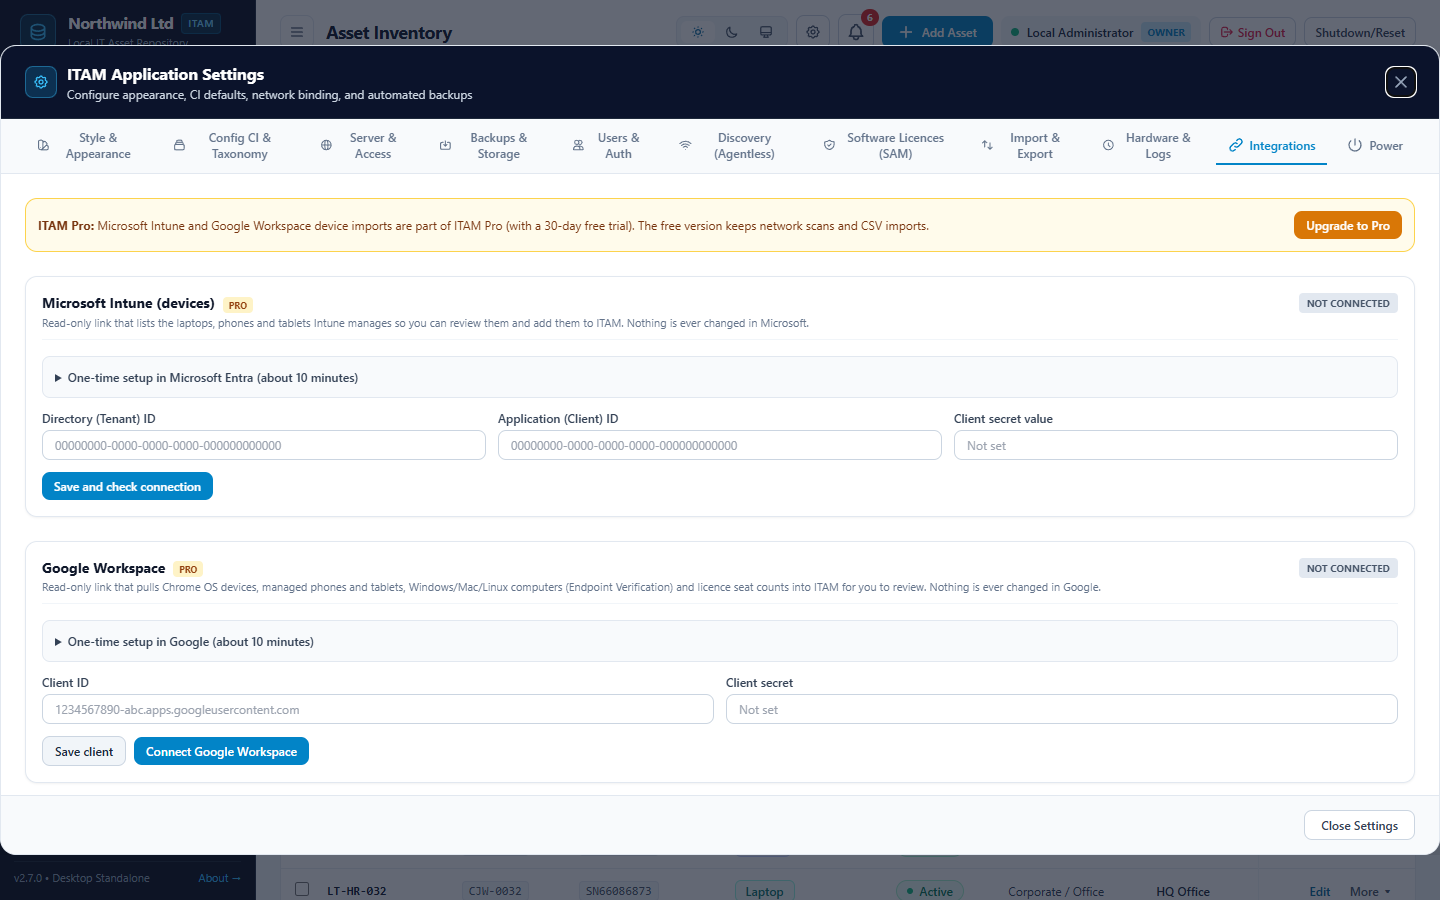 Northwind Ltd ITAM
Local IT Asset Repository
Asset Inventory
6
Add Asset
Local Administrator OWNER
Sign Out
Shutdown/Reset
ITAM Application Settings
Configure appearance, CI defaults, network binding, and automated backups
Style & Appearance
Config CI & Taxonomy
Server & Access
Backups & Storage
Users & Auth
Discovery (Agentless)
Software Licences (SAM)
Import & Export
Hardware & Logs
Integrations
Power
ITAM Pro: Microsoft Intune and Google Workspace device imports are part of ITAM Pro (with a 30-day free trial). The free version keeps network scans and CSV imports.
Upgrade to Pro
Microsoft Intune (devices) PRO
NOT CONNECTED
Read-only link that lists the laptops, phones and tablets Intune manages so you can review them and add them to ITAM. Nothing is ever changed in Microsoft.
One-time setup in Microsoft Entra (about 10 minutes)
Directory (Tenant) ID
Application (Client) ID
Client secret value
00000000-0000-0000-0000-000000000000
00000000-0000-0000-0000-000000000000
Not set
Save and check connection
Google Workspace PRO
NOT CONNECTED
Read-only link that pulls Chrome OS devices, managed phones and tablets, Windows/Mac/Linux computers (Endpoint Verification) and licence seat counts into ITAM for you to review. Nothing is ever changed in Google.
One-time setup in Google (about 10 minutes)
Client ID
Client secret
1234567890-abc.apps.googleusercontent.com
Not set
Save client
Connect Google Workspace
Close Settings
v2.7.0 • Desktop Standalone
About →
LT-HR-032
CJW-0032
SN66086873
Laptop
Active
Corporate / Office
HQ Office
Edit
More